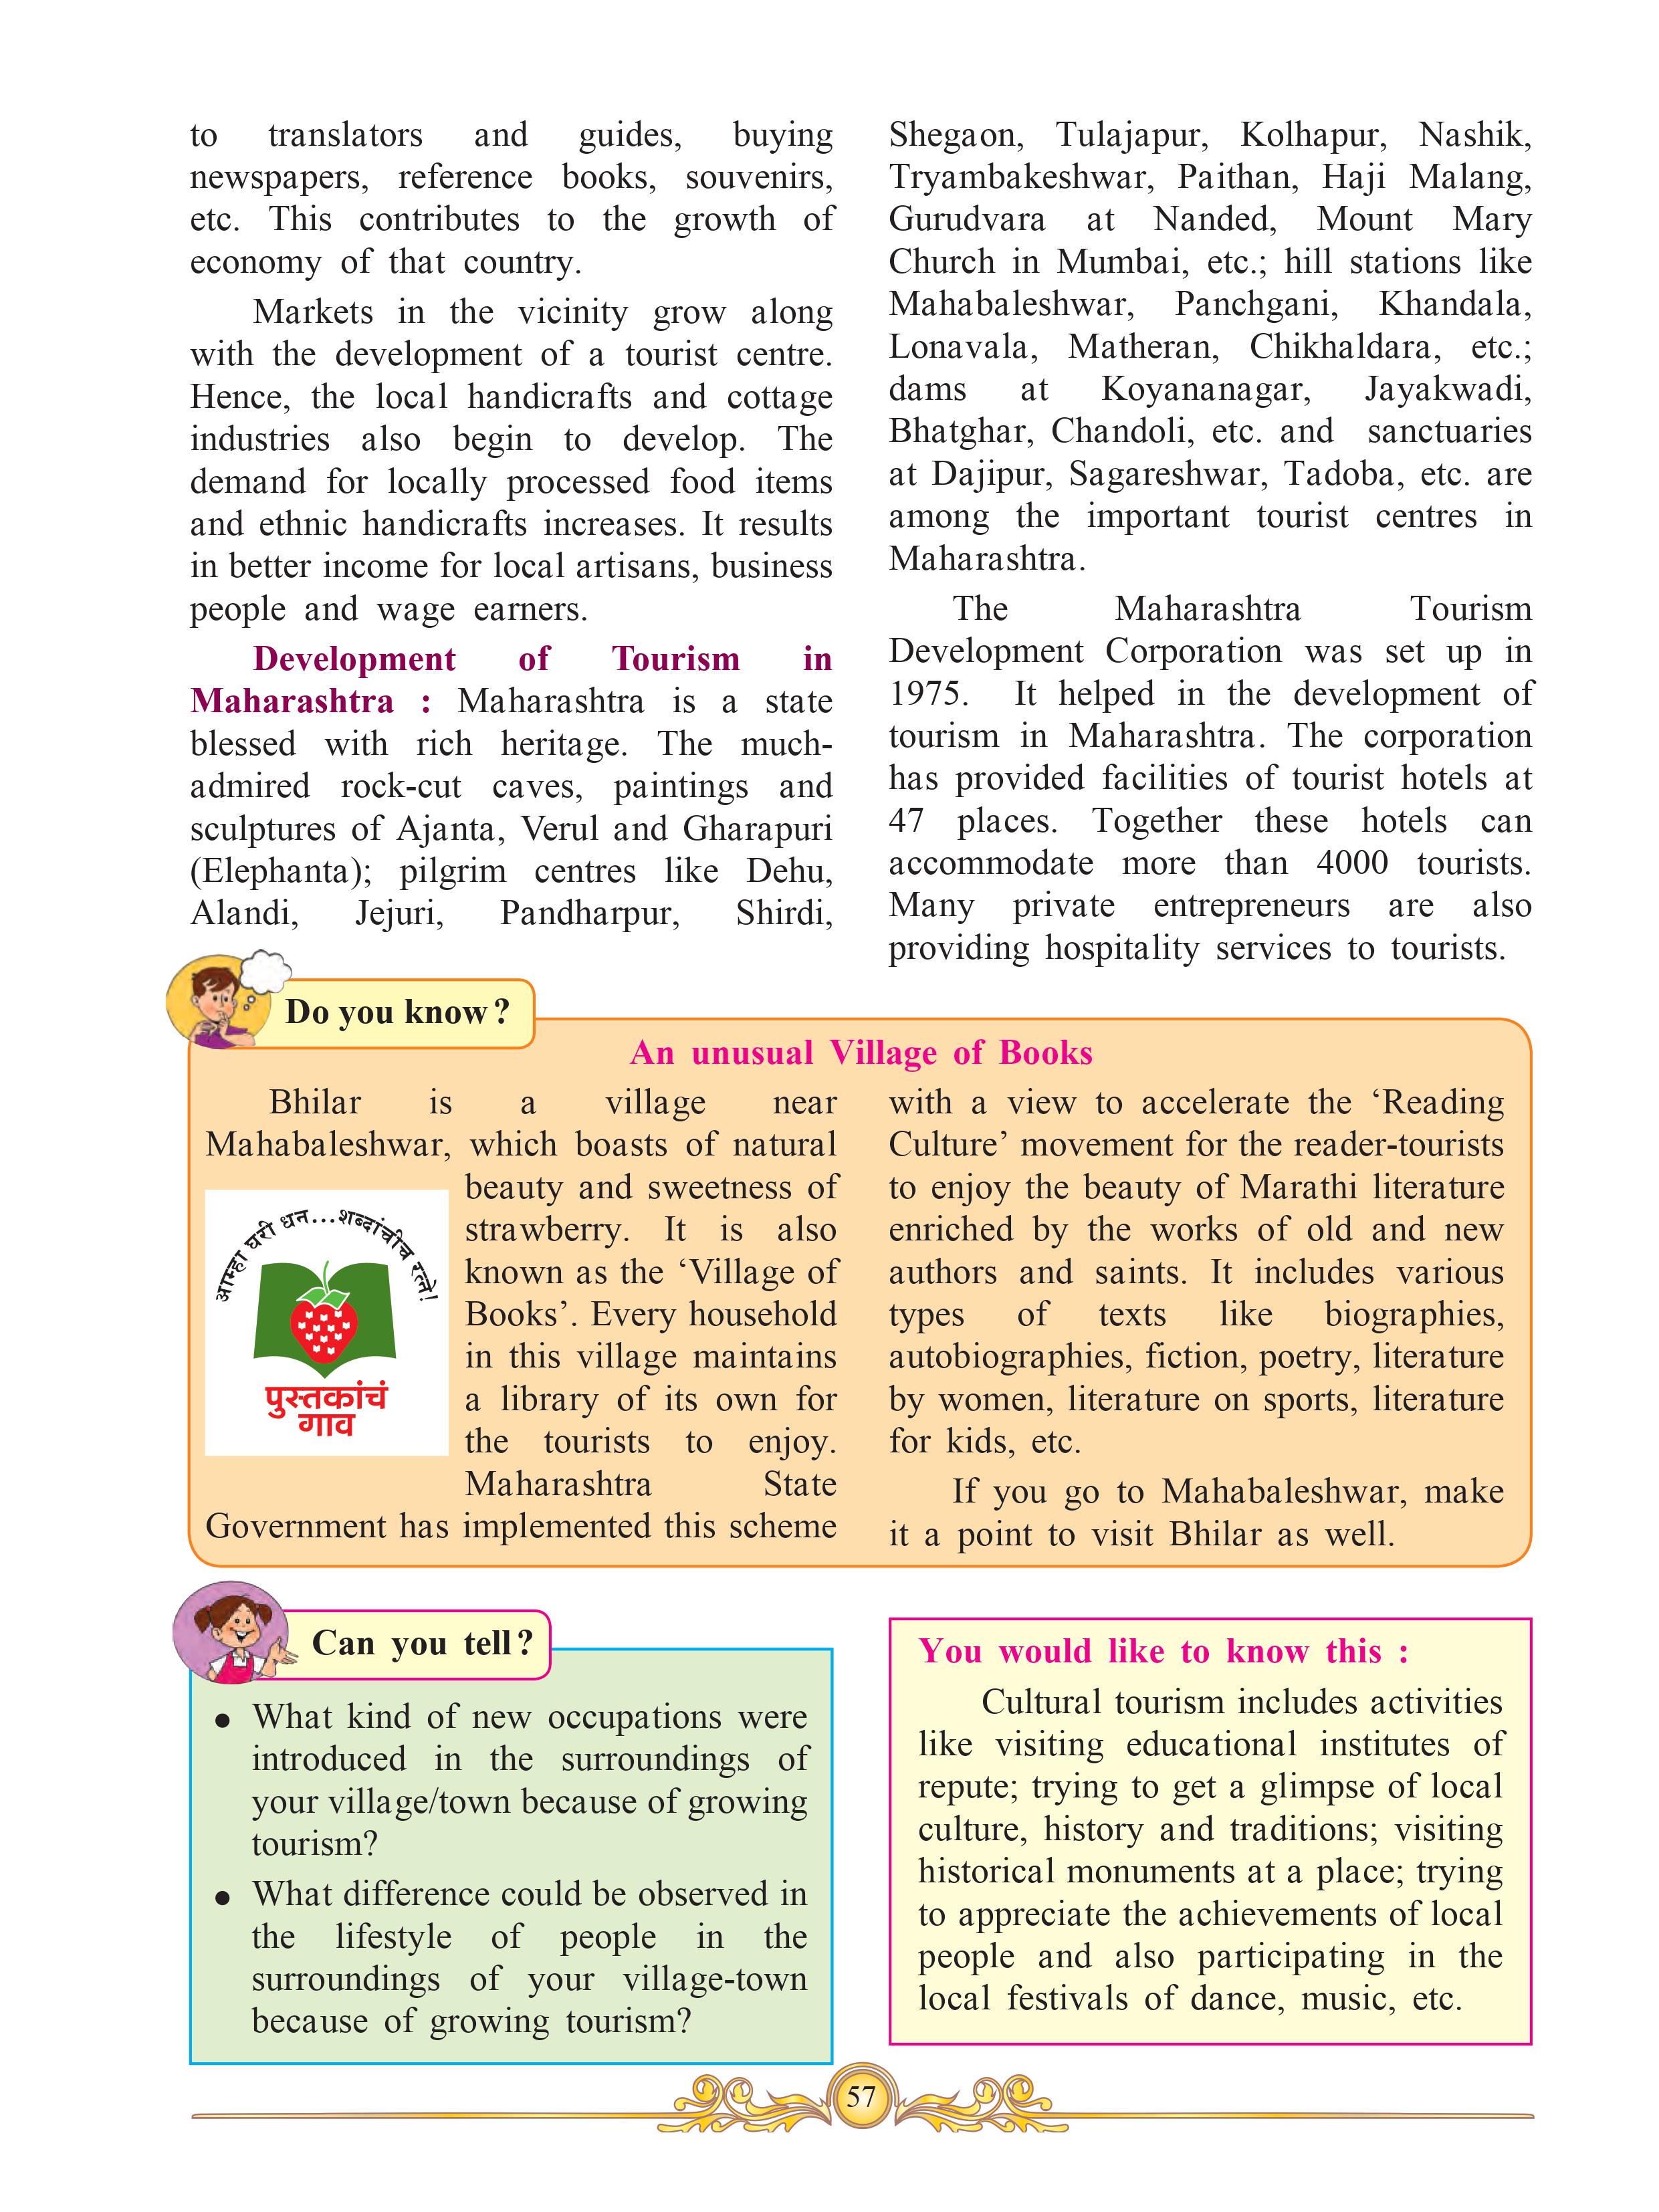 to translators and guides, buying
newspapers, reference books, souvenirs,
etc. This contributes to the growth of
economy of that country.
Markets in the vicinity grow along
with the development of a tourist centre.
Hence, the local handicrafts and cottage
industries also begin to develop. The
demand for locally processed food items
and ethnic handicrafts increases. It results
in better income for local artisans, business
people and wage earners.
Development of Tourism in
Maharashtra : Maharashtra is a state
blessed with rich heritage. The much-
admired rock-cut caves, paintings and
sculptures of Ajanta, Verul and Gharapuri
(Elephanta); pilgrim centres like Dehu,
Alandi, Jejuri, Pandharpur, Shirdi,
Shegaon, Tulajapur, Kolhapur, Nashik,
Tryambakeshwar, Paithan, Haji Malang,
Gurudvara at Nanded, Mount Mary
Church in Mumbai, etc.; hill stations like
Mahabaleshwar, Panchgani, Khandala,
Lonavala, Matheran, Chikhaldara, etc.;
dams at Koyananagar, Jayakwadi,
Bhatghar, Chandoli, etc. and sanctuaries
at Dajipur, Sagareshwar, Tadoba, etc. are
among the important tourist centres in
Maharashtra.
The Maharashtra Tourism
Development Corporation was set up in
1975. It helped in the development of
tourism in Maharashtra. The corporation
has provided facilities of tourist hotels at
47 places. Together these hotels can
accommodate more than 4000 tourists.
Many private entrepreneurs are also
providing hospitality services to tourists.
Do you know ?
An unusual Village of Books
Bhilar is a village near
Mahabaleshwar, which boasts of natural
beauty and sweetness of
strawberry. It is also
known as the ‘Village of
Books’. Every household
in this village maintains
a library of its own for
the tourists to enjoy.
Maharashtra State
Government has implemented this scheme
आम्हा घरी धन...शब्दांचीच रत्ने!
पुस्तकांचं
गाव
with a view to accelerate the ‘Reading
Culture’ movement for the reader-tourists
to enjoy the beauty of Marathi literature
enriched by the works of old and new
authors and saints. It includes various
types of texts like biographies,
autobiographies, fiction, poetry, literature
by women, literature on sports, literature
for kids, etc.
If you go to Mahabaleshwar, make
it a point to visit Bhilar as well.
Can you tell ?
● What kind of new occupations were
introduced in the surroundings of
your village/town because of growing
tourism?
● What difference could be observed in
the lifestyle of people in the
surroundings of your village-town
because of growing tourism?
You would like to know this :
Cultural tourism includes activities
like visiting educational institutes of
repute; trying to get a glimpse of local
culture, history and traditions; visiting
historical monuments at a place; trying
to appreciate the achievements of local
people and also participating in the
local festivals of dance, music, etc.
57